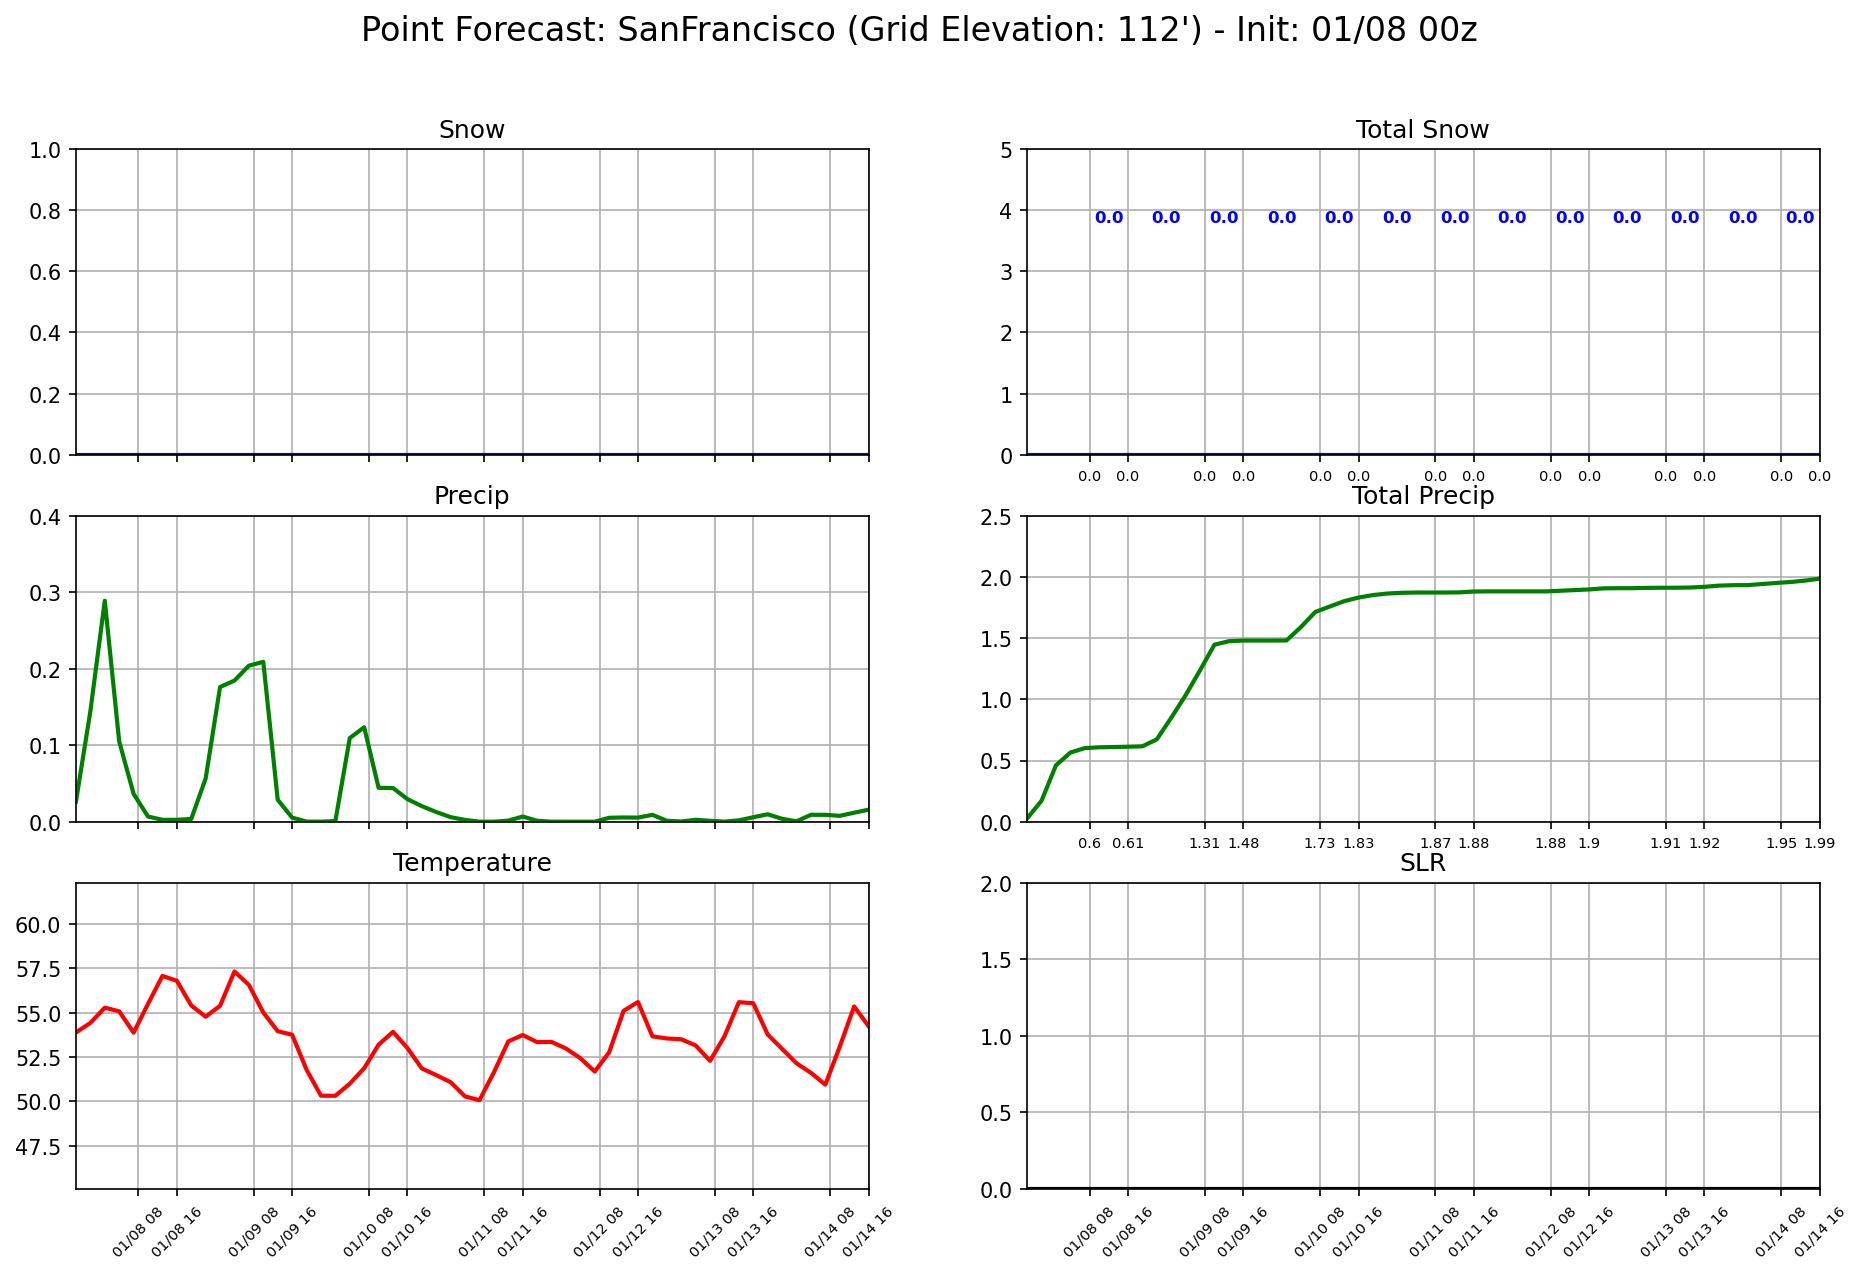 Point Forecast: SanFrancisco (Grid Elevation: 112') - Init: 01/08 00z
Snow
1.0
0.8
0.6
0.4
0.2
0.0
Total Snow
5
4
3
2
1
0
0.0 0.0 0.0 0.0 0.0 0.0 0.0 0.0 0.0 0.0 0.0 0.0 0.0
0.0 0.0 0.0 0.0 0.0 0.0 0.0 0.0 0.0 0.0 0.0 0.0 0.0 0.0
Precip
0.4
0.3
0.2
0.1
0.0
Total Precip
2.5
2.0
1.5
1.0
0.5
0.0
0.6 0.61 1.31 1.48 1.73 1.83 1.87 1.88 1.88 1.9 1.91 1.92 1.95 1.99
Temperature
60.0
57.5
55.0
52.5
50.0
47.5
01/08 08 01/08 16 01/09 08 01/09 16 01/10 08 01/10 16 01/11 08 01/11 16 01/12 08 01/12 16 01/13 08 01/13 16 01/14 08 01/14 16
SLR
2.0
1.5
1.0
0.5
0.0
01/08 08 01/08 16 01/09 08 01/09 16 01/10 08 01/10 16 01/11 08 01/11 16 01/12 08 01/12 16 01/13 08 01/13 16 01/14 08 01/14 16